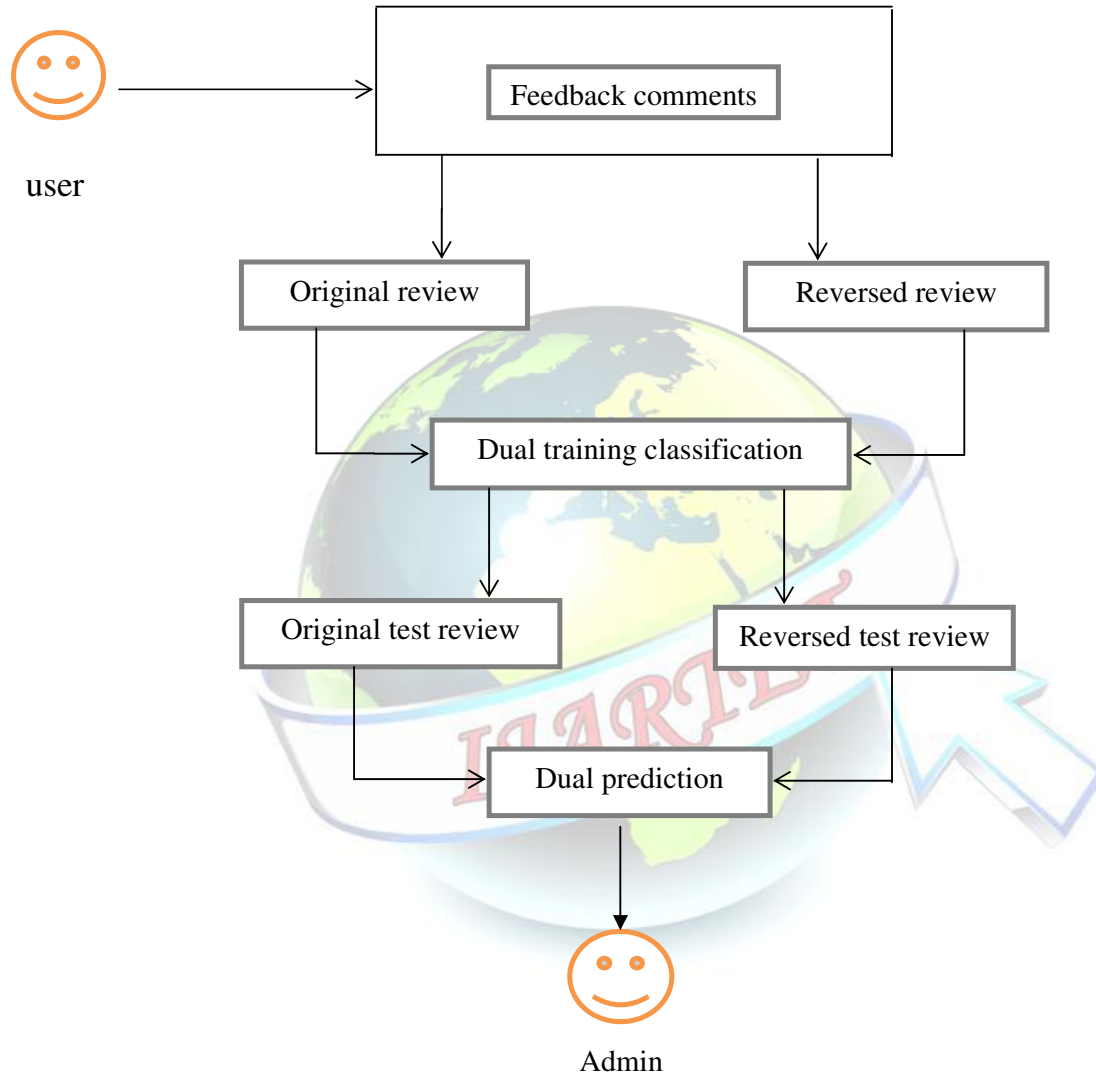 Feedback comments
user
Original review
Reversed review
Dual training classification
Original test review
Reversed test review
IJARTET
Dual prediction
Admin